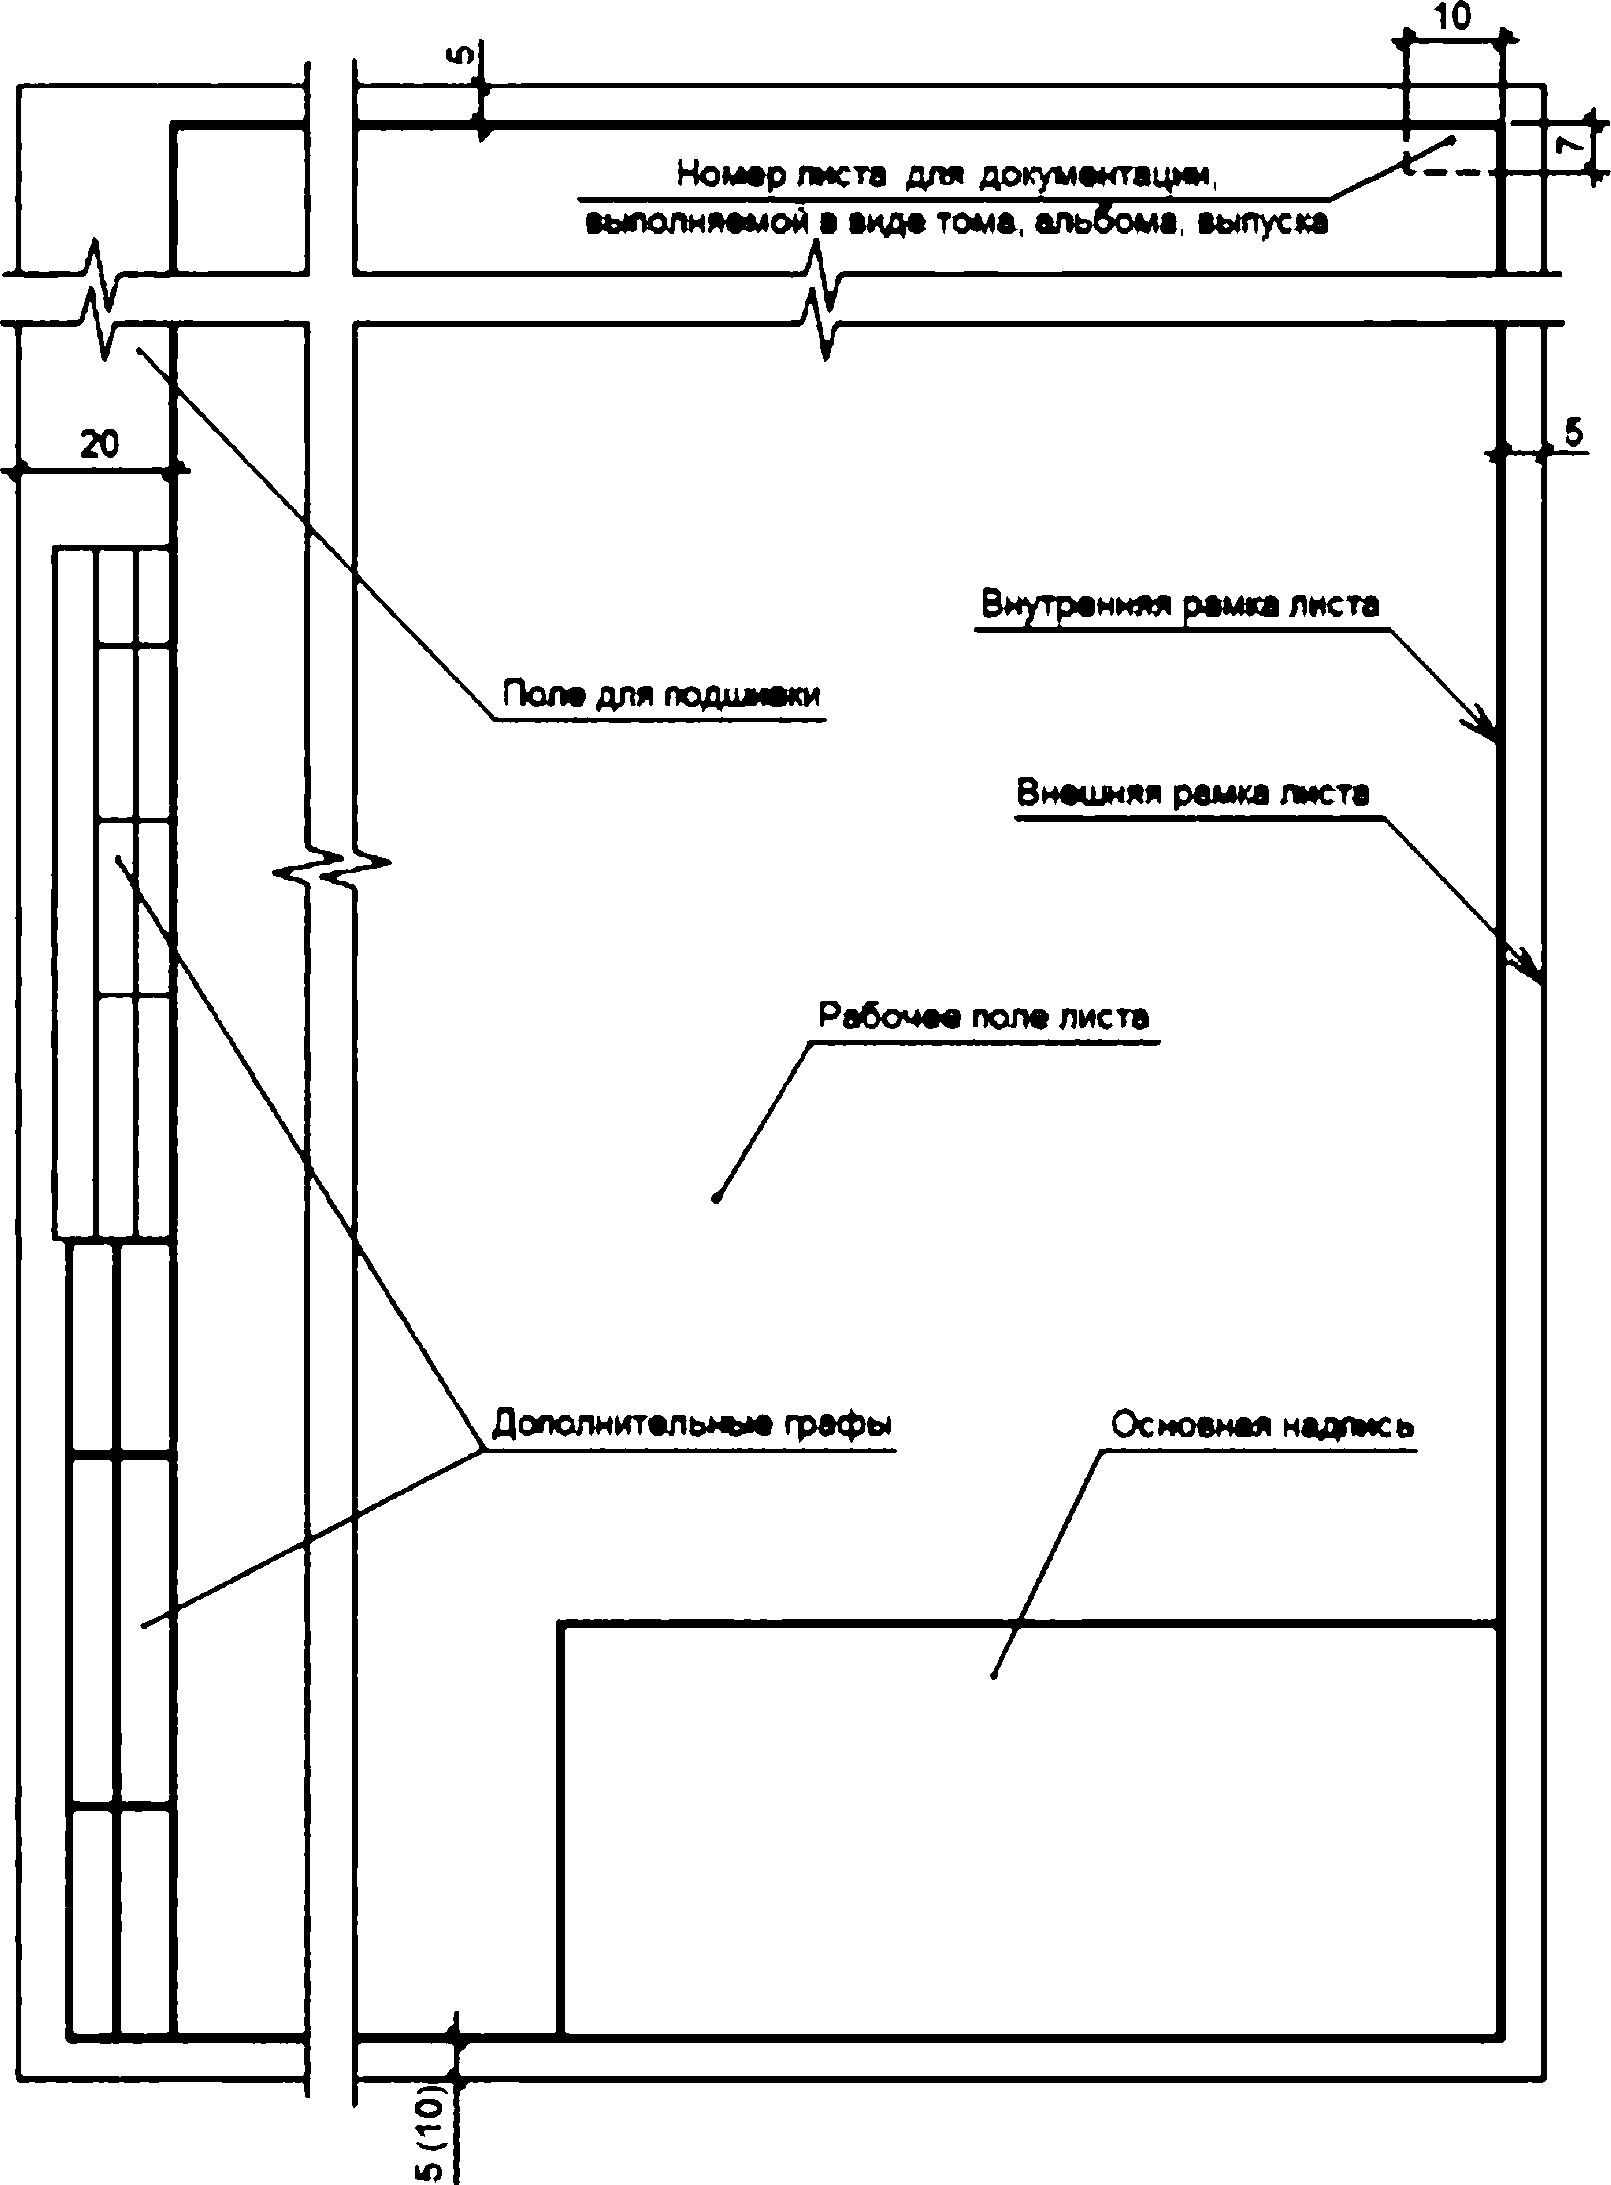 10
5
7
Номер листа для документации,
выполняемой в виде тома, альбома, выпуска
20
5
Внутренняя рамка листа
Поле для подшивки
Внешняя рамка листа
Рабочее поле листа
Дополнительные графы
Основная надпись
5 (10)